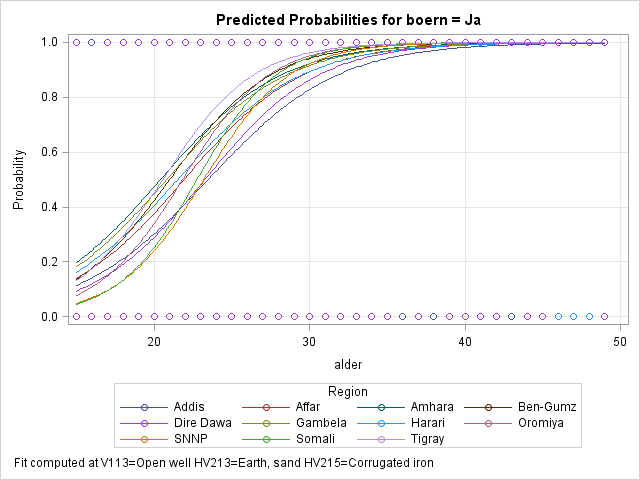 Predicted Probabilities for boern = Ja
1.0
0.8
0.6
0.4
0.2
0.0
Probability
20 30 40 50
alder
Region
Addis Affar Amhara Ben-Gumz
Dire Dawa Gambela Harari Oromiya
SNNP Somali Tigray
Fit computed at V113=Open well HV213=Earth, sand HV215=Corrugated iron